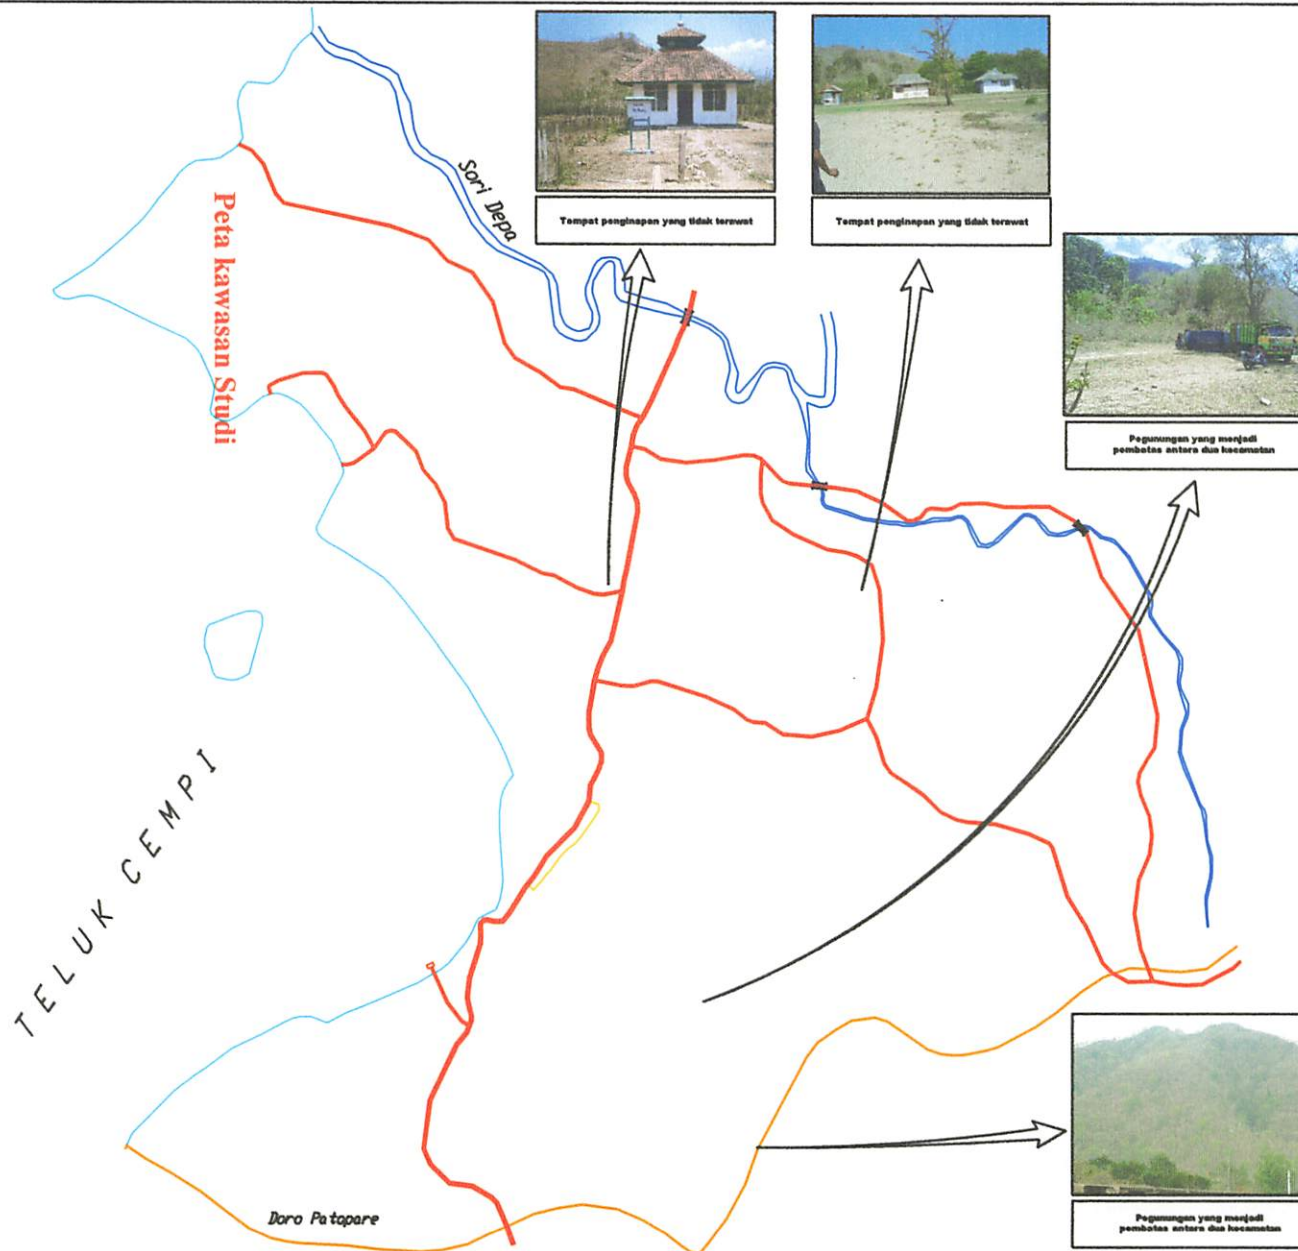 Sori Depa
Tempat penginapan yang tidak terawat
Tempat penginapan yang tidak terawat
Peta kawasan Studi
Pegunungan yang menjadi
pembatas antara dua kecamatan
TELUK CEMPI
Doro Patapare
Pegunungan yang menjadi
pembatas antara dua kecamatan